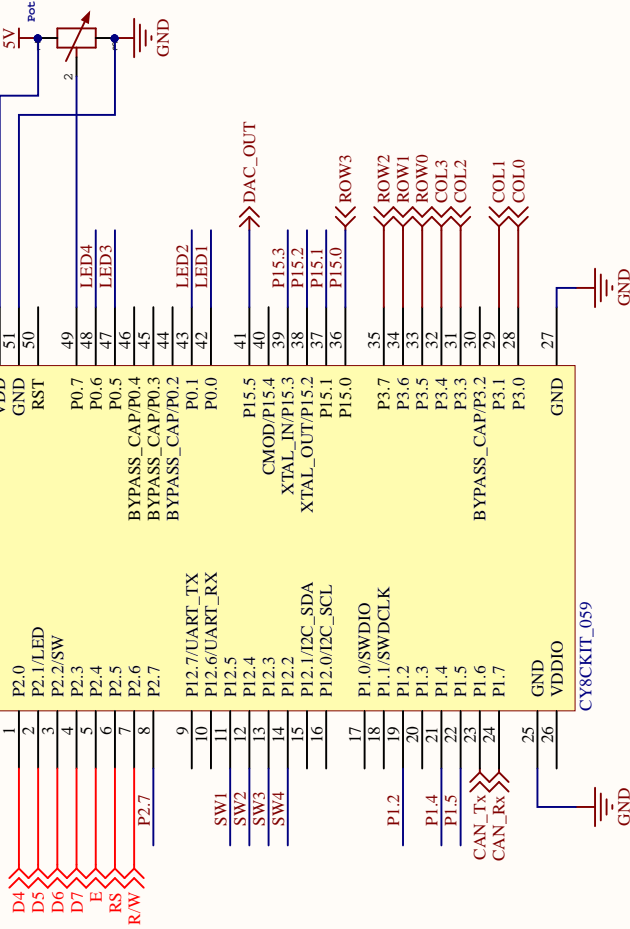 Pot
5V
GND
2
DAC_OUT
ROW3
ROW2
ROW1
ROW0
COL3
COL2
COL1
COL0
LED4
LED3
LED2
LED1
P15.3
P15.2
P15.1
P15.0
GND
51
50
49
48
47
46
45
44
43
42
41
40
39
38
37
36
35
34
33
32
31
30
29
28
27
VDD
GND
RST
P0.7
P0.6
P0.5
BYPASS_CAP/P0.4
BYPASS_CAP/P0.3
BYPASS_CAP/P0.2
P0.1
P0.0
P15.5
CMOD/P15.4
XTAL_IN/P15.3
XTAL_OUT/P15.2
P15.1
P15.0
P3.7
P3.6
P3.5
P3.4
P3.3
BYPASS_CAP/P3.2
P3.1
P3.0
GND
P2.0
P2.1/LED
P2.2/SW
P2.3
P2.4
P2.5
P2.6
P2.7
P12.7/UART_TX
P12.6/UART_RX
P12.5
P12.4
P12.3
P12.2
P12.1/I2C_SDA
P12.0/I2C_SCL
P1.0/SWDIO
P1.1/SWDCLK
P1.2
P1.3
P1.4
P1.5
P1.6
P1.7
GND
VDDIO
CY8CKIT_059
1
2
3
4
5
6
7
8
9
10
11
12
13
14
15
16
17
18
19
20
21
22
23
24
25
26
P2.7
SW1
SW2
SW3
SW4
P1.2
P1.4
P1.5
CAN_Tx
CAN_Rx
GND
D4
D5
D6
D7
E
RS
R/W